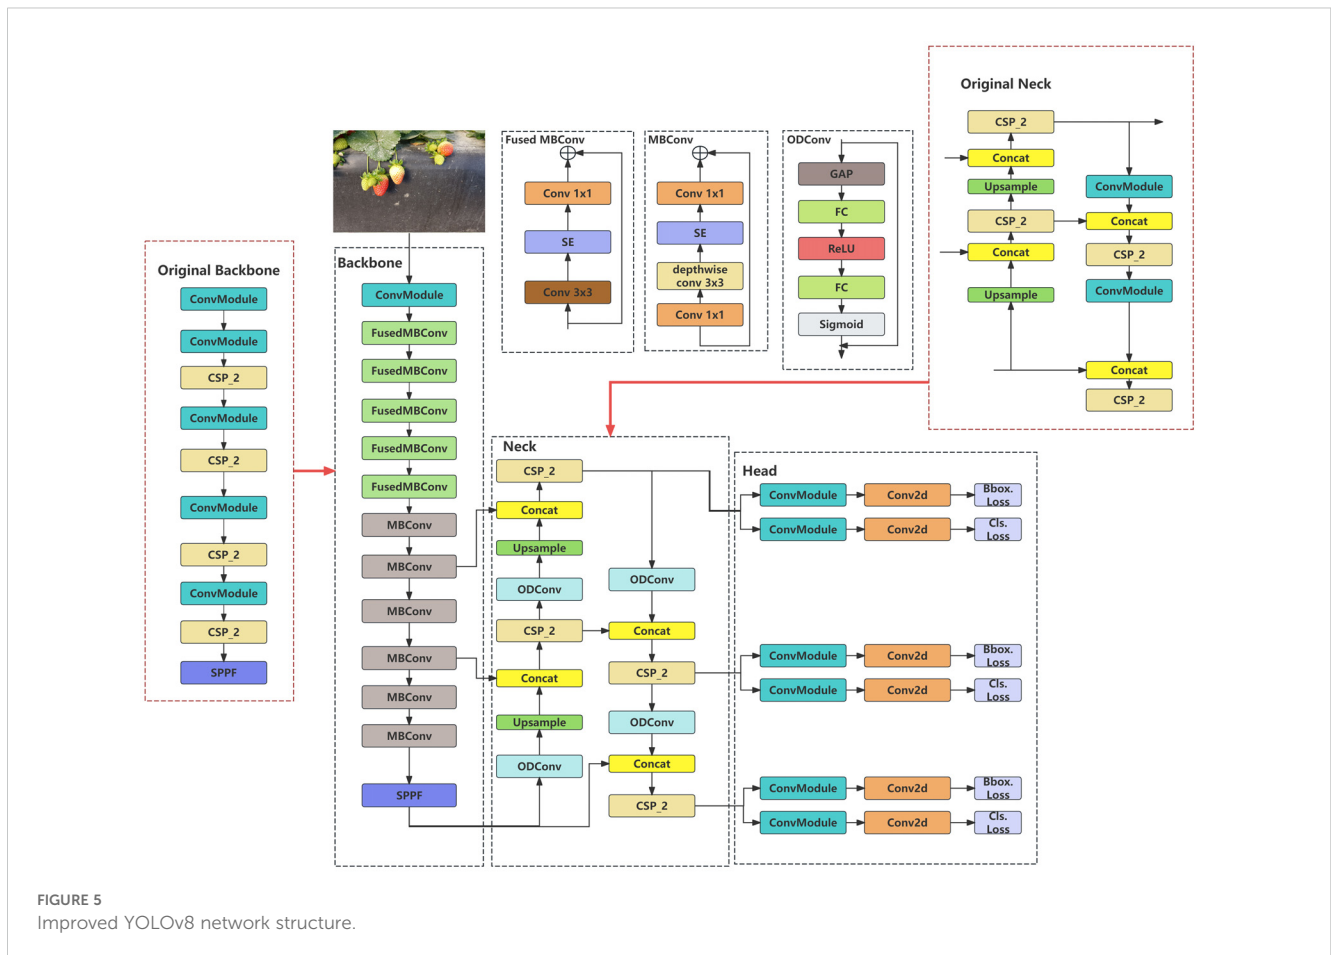 Original Neck
CSP_2
Concat
Upsample
CSP_2
Concat
Upsample
ConvModule
Concat
CSP_2
ConvModule
Concat
CSP_2
Fused MBConv
Conv 1x1
SE
Conv 3x3
MBConv
Conv 1x1
SE
depthwise
conv 3x3
Conv 1x1
ODConv
GAP
FC
ReLU
FC
Sigmoid
Original Backbone
ConvModule
ConvModule
CSP_2
ConvModule
CSP_2
ConvModule
CSP_2
ConvModule
CSP_2
SPPF
Backbone
ConvModule
FusedMBConv
FusedMBConv
FusedMBConv
FusedMBConv
FusedMBConv
MBConv
MBConv
MBConv
MBConv
MBConv
MBConv
SPPF
Neck
CSP_2
Concat
Upsample
ODConv
CSP_2
Concat
Upsample
ODConv
ODConv
Concat
CSP_2
ODConv
Concat
CSP_2
Head
ConvModule
Conv2d
Bbox.
Loss
ConvModule
Conv2d
Cls.
Loss
ConvModule
Conv2d
Bbox.
Loss
ConvModule
Conv2d
Cls.
Loss
ConvModule
Conv2d
Bbox.
Loss
ConvModule
Conv2d
Cls.
Loss
FIGURE 5
Improved YOLOv8 network structure.